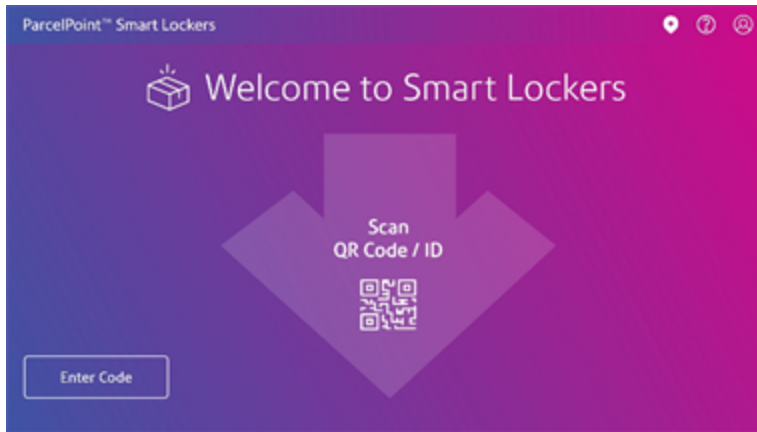 ParcelPoint™ Smart Lockers
Welcome to Smart Lockers
Scan
QR Code / ID
Enter Code